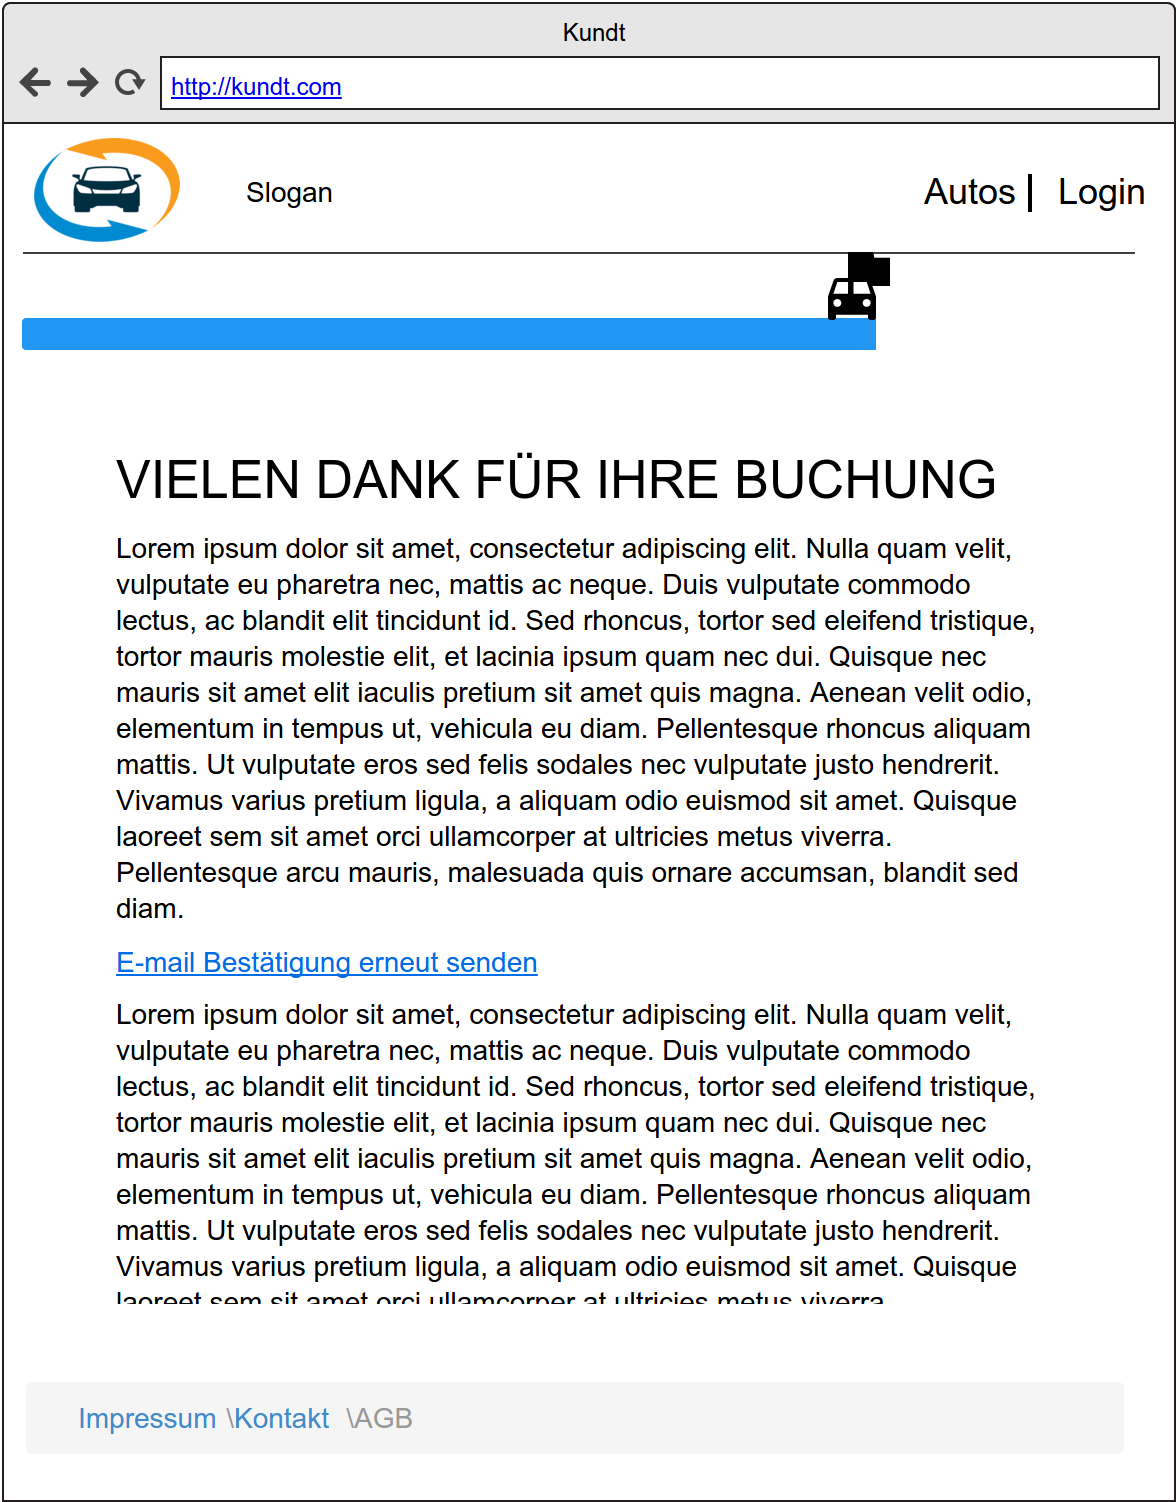 Kundt
http://kundt.com
Slogan
Autos | Login
VIELEN DANK FÜR IHRE BUCHUNG
Lorem ipsum dolor sit amet, consectetur adipiscing elit. Nulla quam velit,
vulputate eu pharetra nec, mattis ac neque. Duis vulputate commodo
lectus, ac blandit elit tincidunt id. Sed rhoncus, tortor sed eleifend tristique,
tortor mauris molestie elit, et lacinia ipsum quam nec dui. Quisque nec
mauris sit amet elit iaculis pretium sit amet quis magna. Aenean velit odio,
elementum in tempus ut, vehicula eu diam. Pellentesque rhoncus aliquam
mattis. Ut vulputate eros sed felis sodales nec vulputate justo hendrerit.
Vivamus varius pretium ligula, a aliquam odio euismod sit amet. Quisque
laoreet sem sit amet orci ullamcorper at ultricies metus viverra.
Pellentesque arcu mauris, malesuada quis ornare accumsan, blandit sed
diam.
E-mail Bestätigung erneut senden
Lorem ipsum dolor sit amet, consectetur adipiscing elit. Nulla quam velit,
vulputate eu pharetra nec, mattis ac neque. Duis vulputate commodo
lectus, ac blandit elit tincidunt id. Sed rhoncus, tortor sed eleifend tristique,
tortor mauris molestie elit, et lacinia ipsum quam nec dui. Quisque nec
mauris sit amet elit iaculis pretium sit amet quis magna. Aenean velit odio,
elementum in tempus ut, vehicula eu diam. Pellentesque rhoncus aliquam
mattis. Ut vulputate eros sed felis sodales nec vulputate justo hendrerit.
Vivamus varius pretium ligula, a aliquam odio euismod sit amet. Quisque
laoreet sem sit amet orci ullamcorper at ultricies metus viverra.
Impressum \Kontakt \AGB